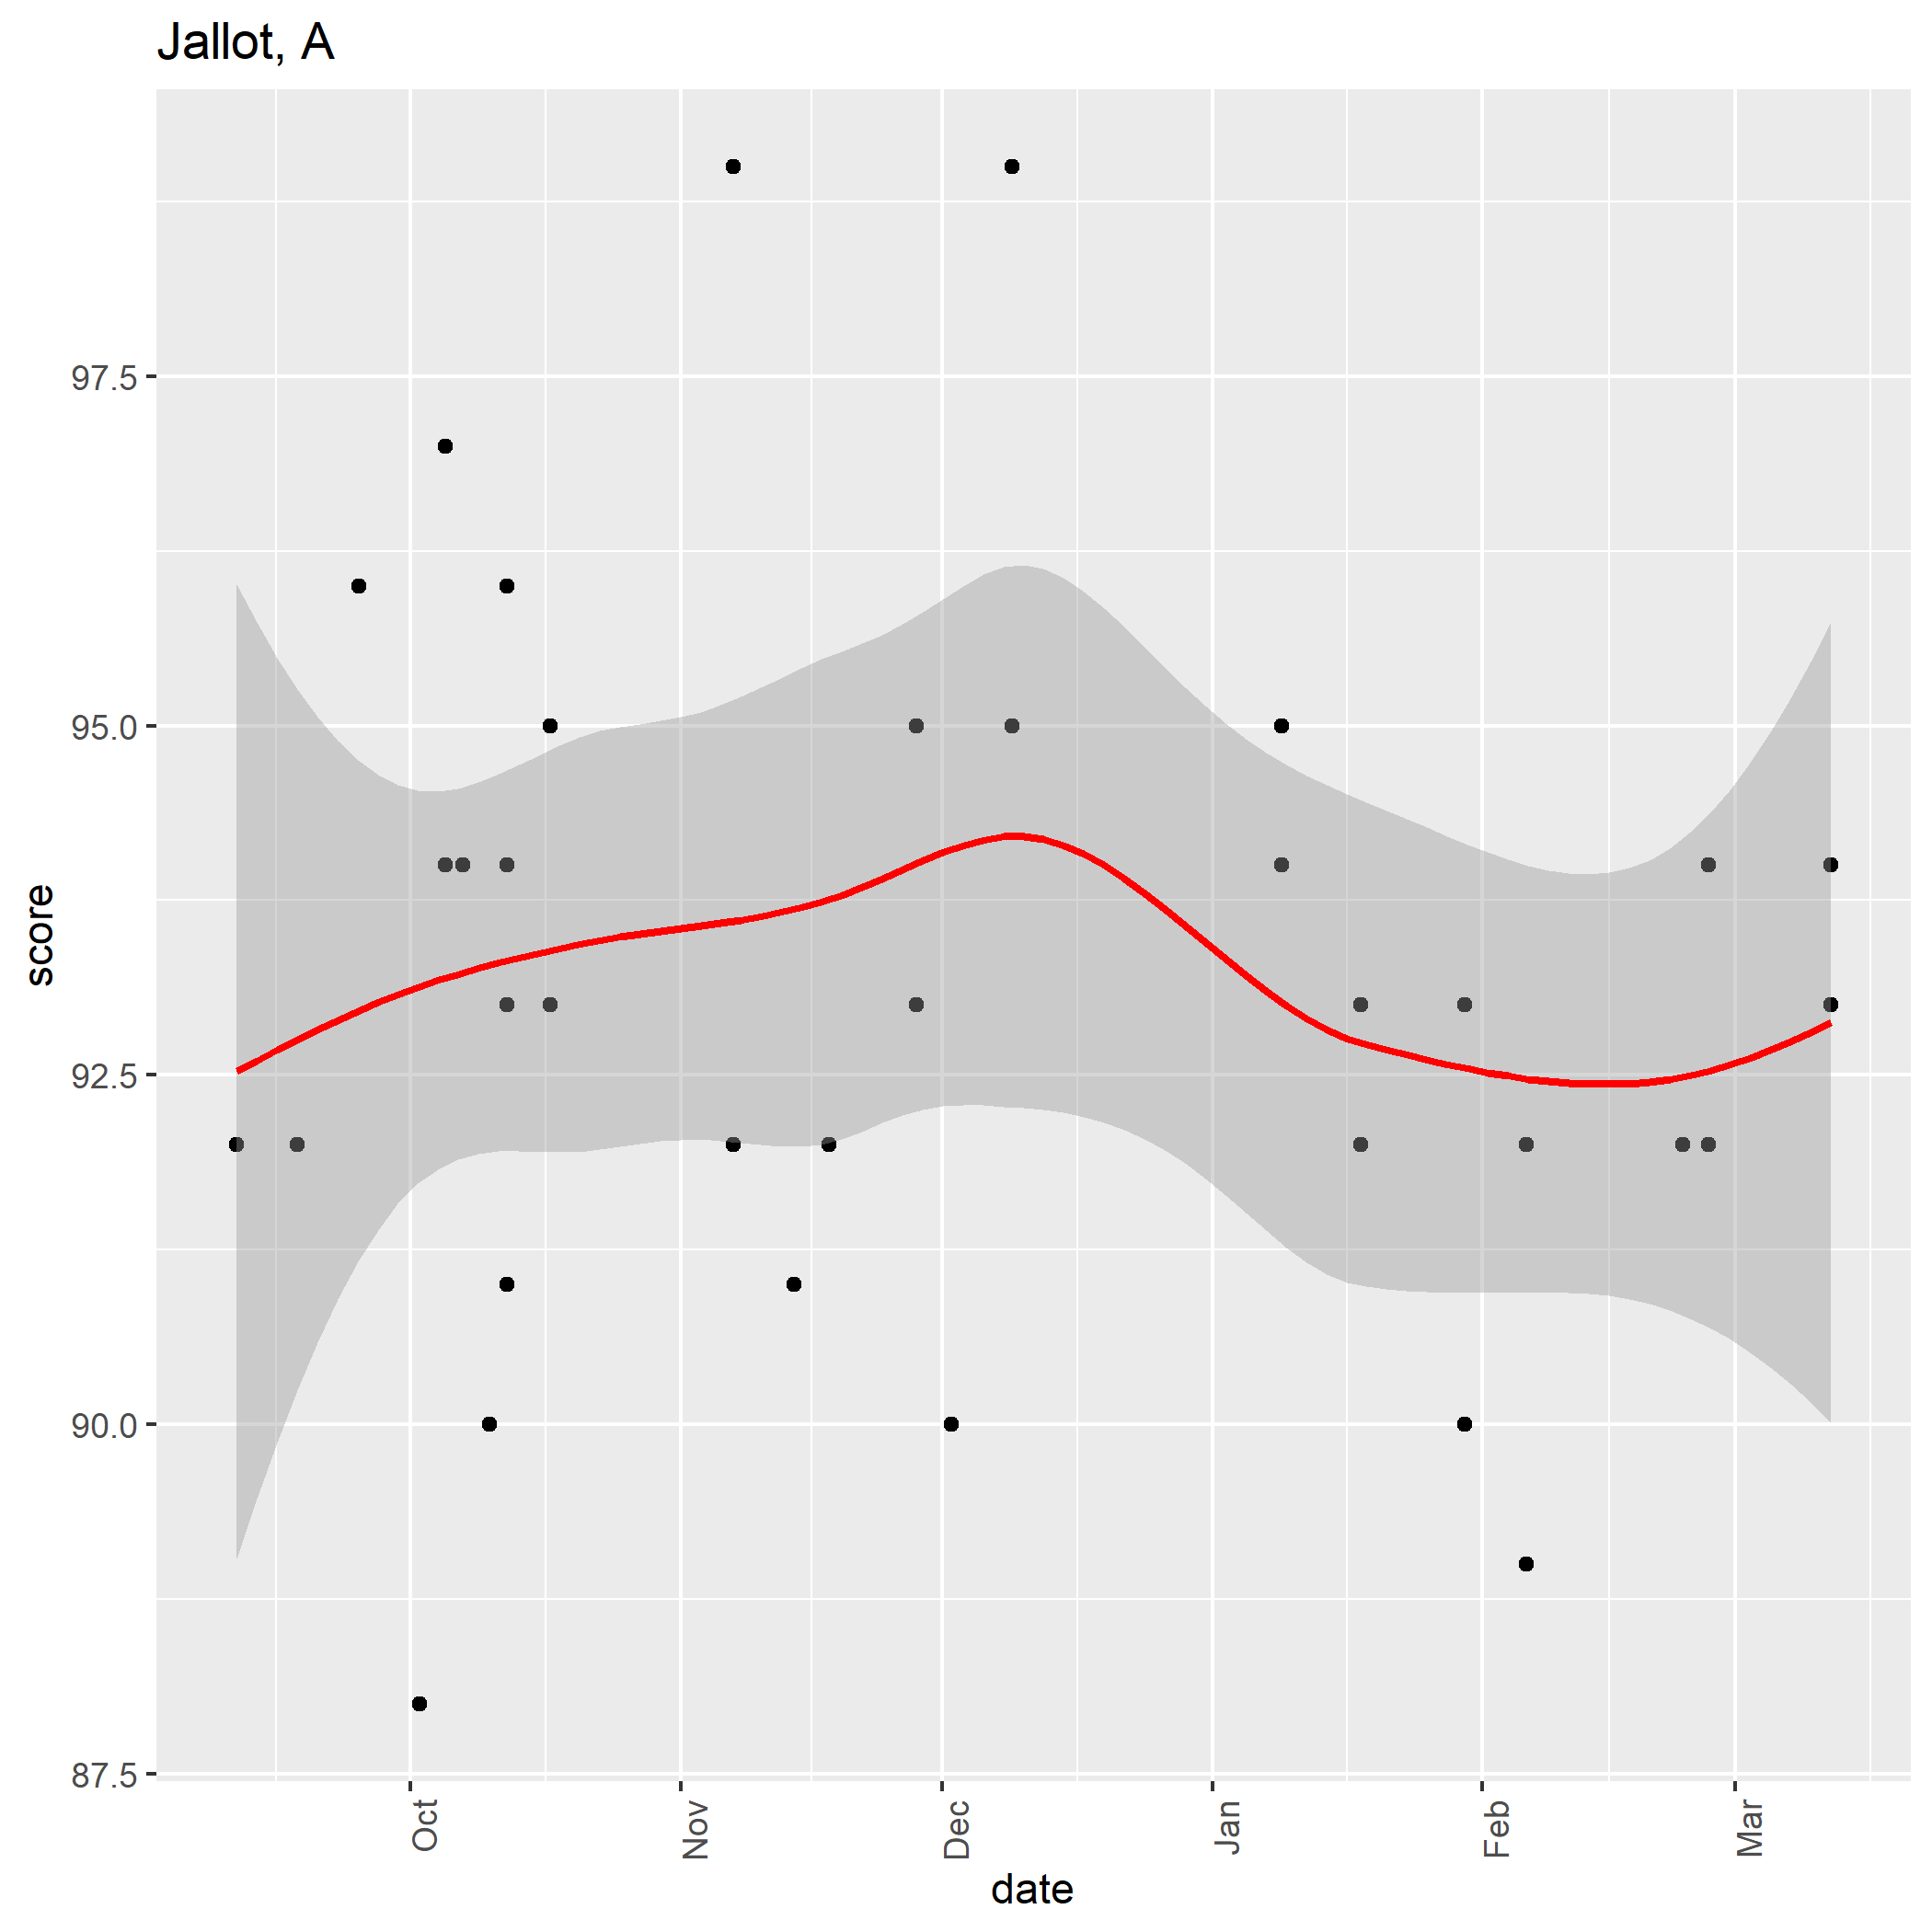 Jallot, A
97.5
95.0
92.5
90.0
87.5
score
Oct
Nov
Dec
Jan
Feb
Mar
date